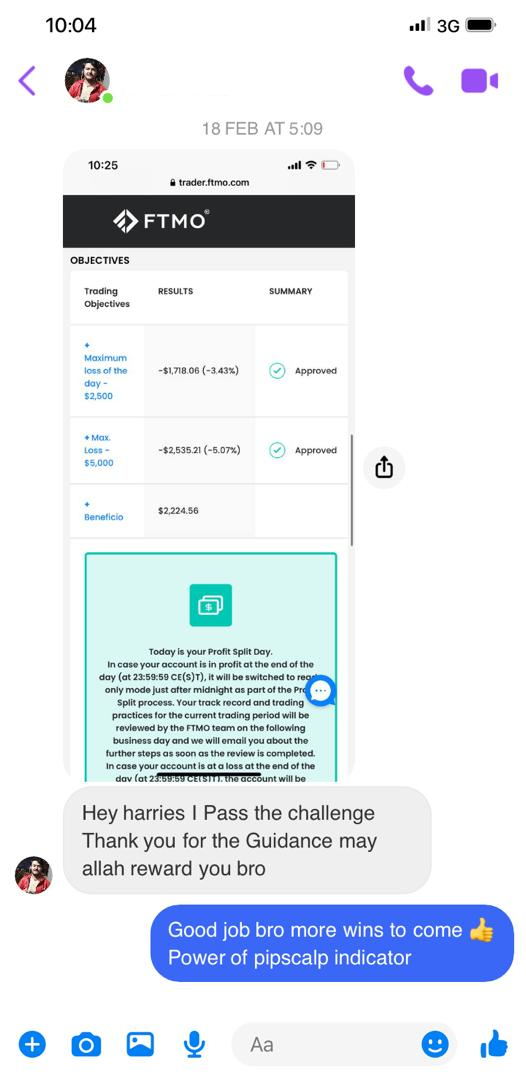 10:04
3G
18 FEB AT 5:09
10:25
trader.ftmo.com
FTMO®
OBJECTIVES
Trading
Objectives
RESULTS
SUMMARY
+
Maximum
loss of the
day -
$2,500
-$1,718.06 (-3.43%)
Approved
+ Max.
Loss -
$5,000
-$2,535.21 (-5.07%)
Approved
+
Beneficio
$2,224.56
$
Today is your Profit Split Day.
In case your account is in profit at the end of the
day (at 23:59:59 CE(S)T), it will be switched to read
only mode just after midnight as part of the Pro
Split process. Your track record and trading
practices for the current trading period will be
reviewed by the FTMO team on the following
business day and we will email you about the
further steps as soon as the review is completed.
In case your account is at a loss at the end of the
day (at 23:59:59 CE(S)T), the account will be
Hey harries I Pass the challenge
Thank you for the Guidance may
allah reward you bro
Good job bro more wins to come 👍
Power of pipscalp indicator
Aa